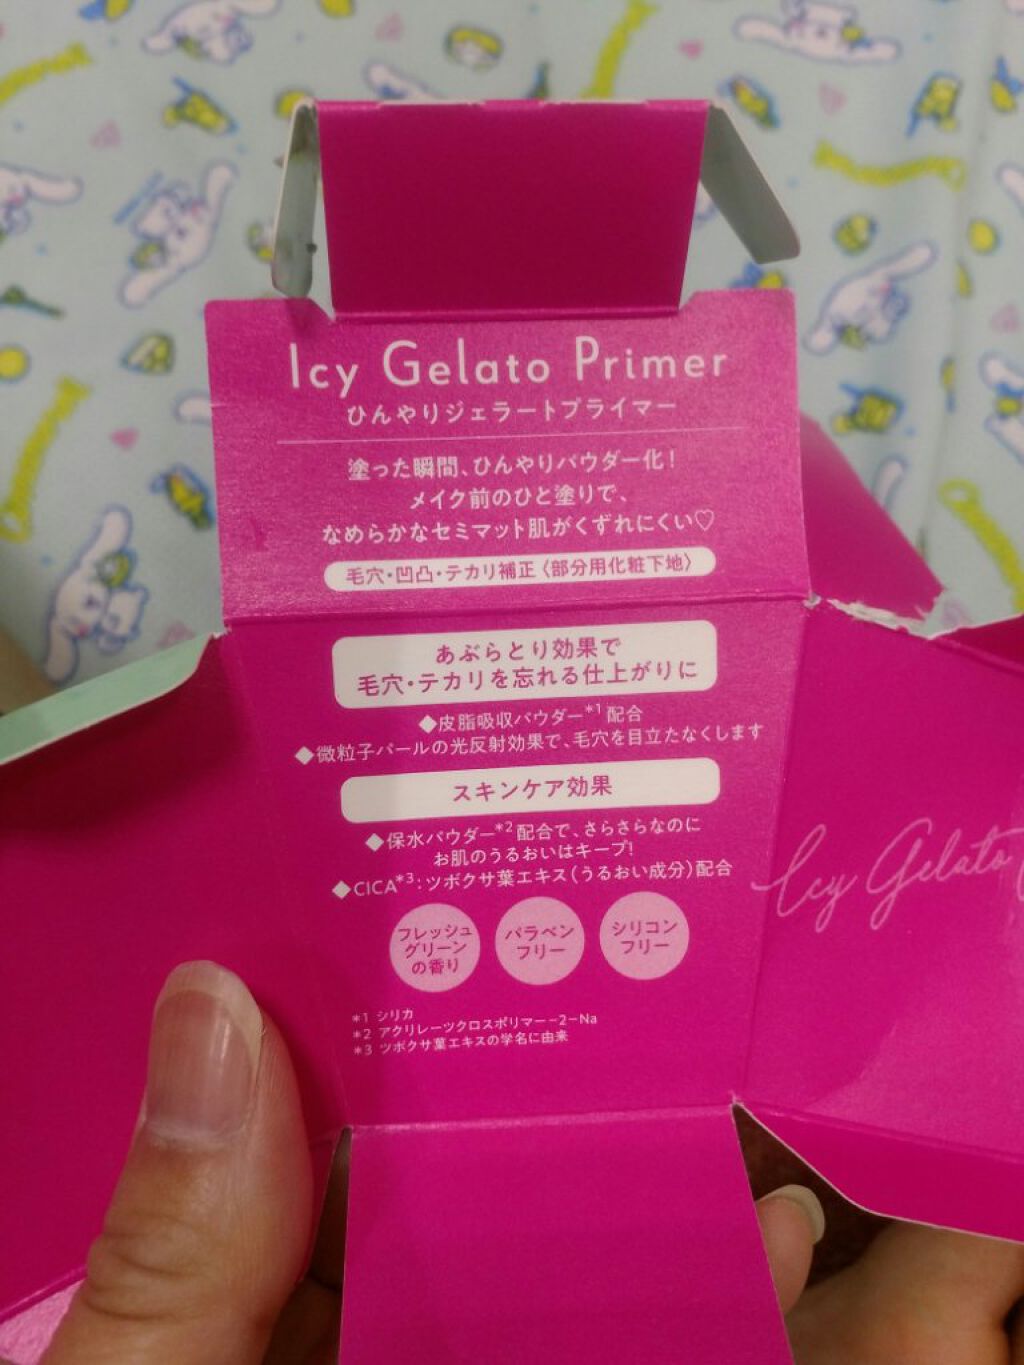 Icy Gelato Primer
ひんやりジェラートプライマー
塗った瞬間、ひんやりパウダー化！
メイク前のひと塗りで、
なめらかなセミマット肌がくずれにくい♡
毛穴・凹凸・テカリ補正〈部分用化粧下地〉
あぶらとり効果で
毛穴・テカリを忘れる仕上がりに
◆皮脂吸収パウダー*1配合
◆微粒子パールの光反射効果で、毛穴を目立たなくします
スキンケア効果
◆保水パウダー*2配合で、さらさらなのに
お肌のうるおいはキープ！
◆CICA*3：ツボクサ葉エキス（うるおい成分）配合
フレッシュ
グリーン
の香り
パラベン
フリー
シリコン
フリー
*1 シリカ
*2 アクリレーツクロスポリマー-2-Na
*3 ツボクサ葉エキスの学名に由来
Icy Gelato